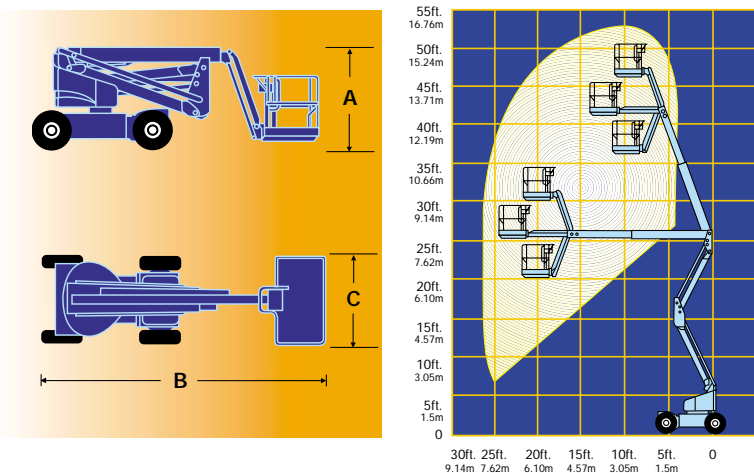 A
C
B
55ft.
16.76m
50ft.
15.24m
45ft.
13.71m
40ft.
12.19m
35ft.
10.66m
30ft.
9.14m
25ft.
7.62m
20ft.
6.10m
15ft.
4.57m
10ft.
3.05m
5ft.
1.5m
0
30ft. 25ft. 20ft. 15ft. 10ft. 5ft. 0
9.14m 7.62m 6.10m 4.57m 3.05m 1.5m